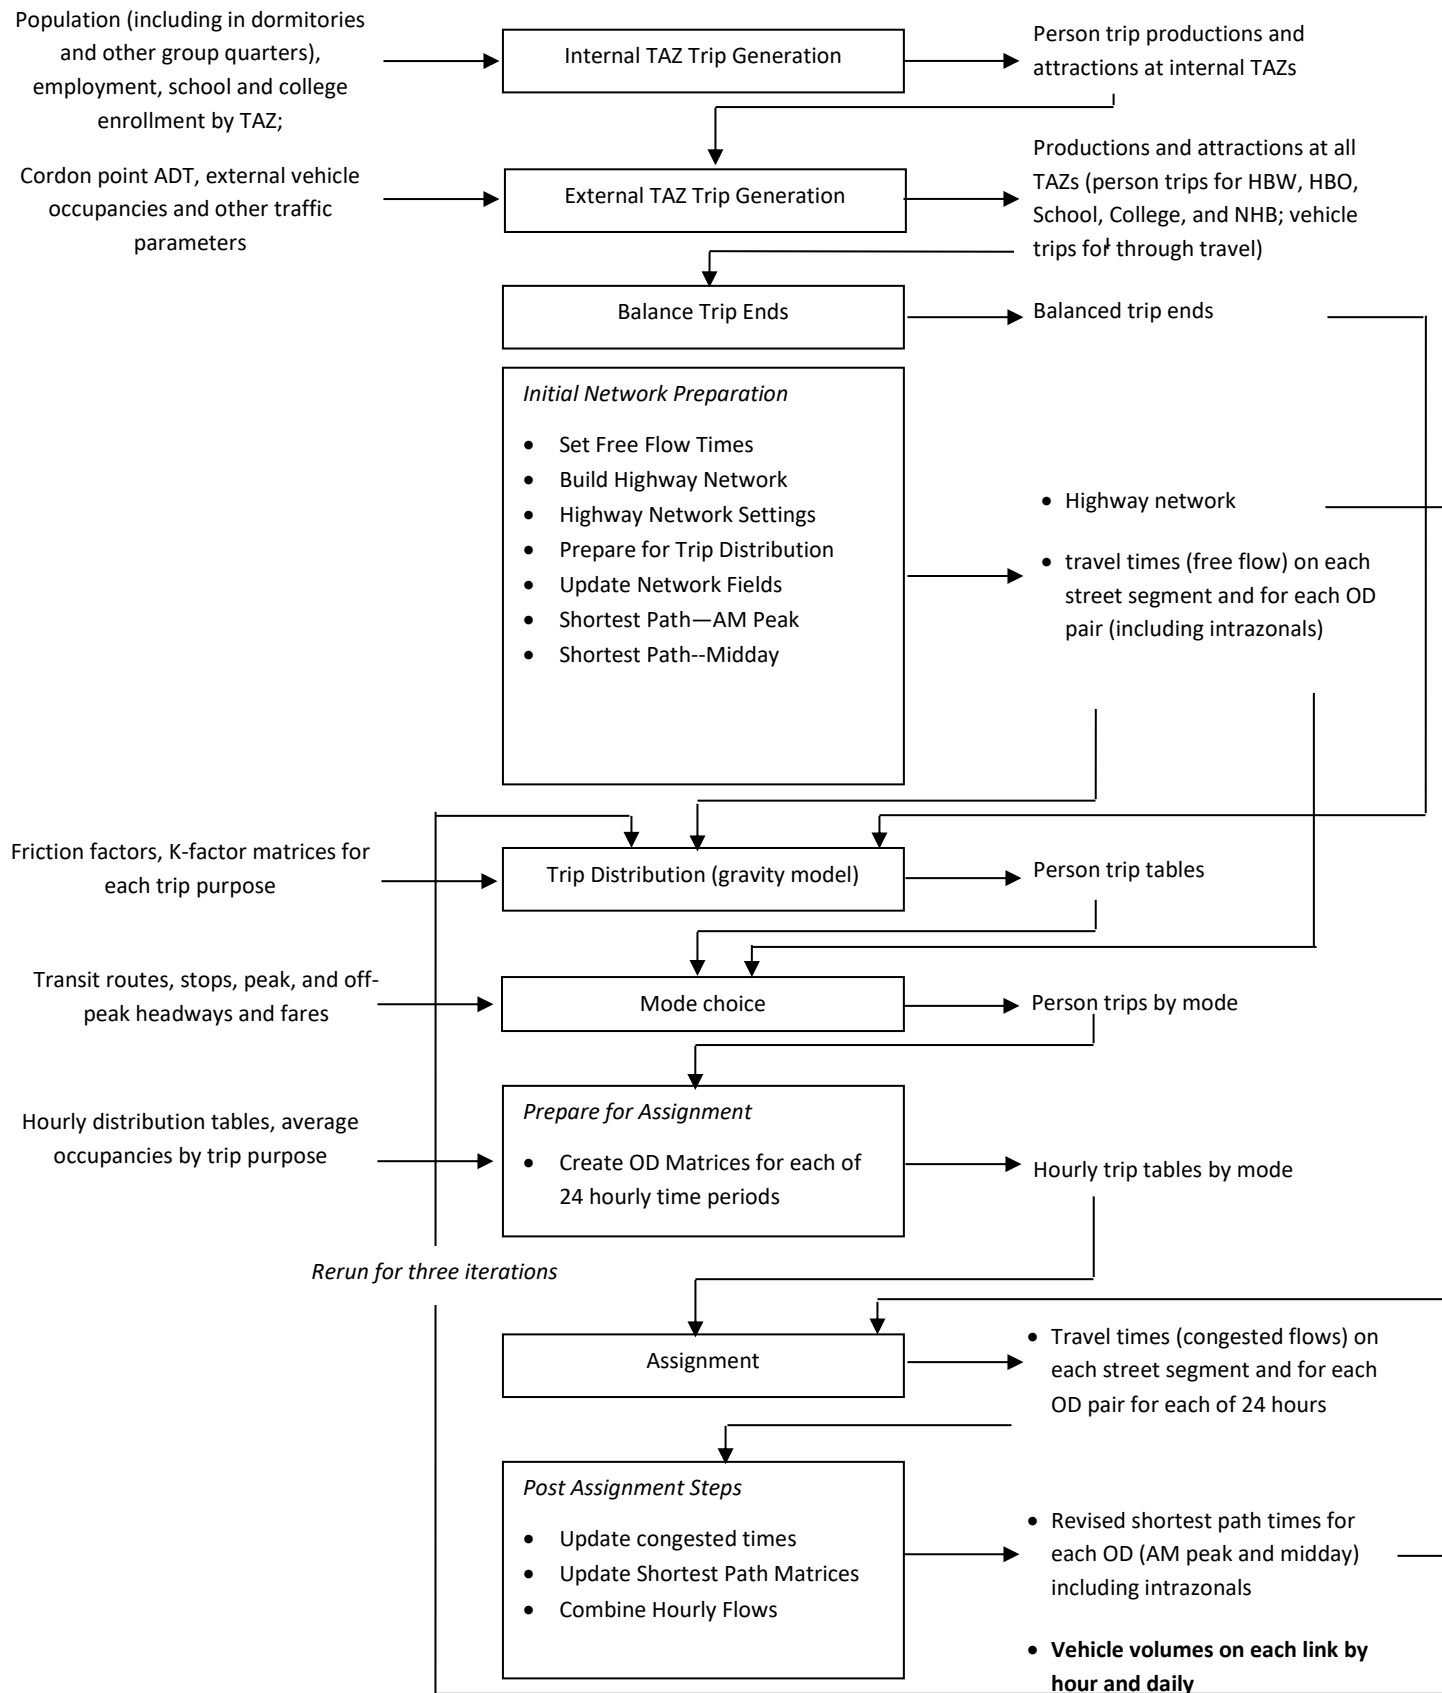 Population (including in dormitories
and other group quarters),
employment, school and college
enrollment by TAZ;
Internal TAZ Trip Generation
Person trip productions and
attractions at internal TAZs
Cordon point ADT, external vehicle
occupancies and other traffic
parameters
External TAZ Trip Generation
Productions and attractions at all
TAZs (person trips for HBW, HBO,
School, College, and NHB; vehicle
trips for through travel)
Balance Trip Ends
Balanced trip ends
Initial Network Preparation
• Set Free Flow Times
• Build Highway Network
• Highway Network Settings
• Prepare for Trip Distribution
• Update Network Fields
• Shortest Path—AM Peak
• Shortest Path--Midday
• Highway network
• travel times (free flow) on each
street segment and for each OD
pair (including intrazonals)
Friction factors, K-factor matrices for
each trip purpose
Trip Distribution (gravity model)
Person trip tables
Transit routes, stops, peak, and off-
peak headways and fares
Mode choice
Person trips by mode
Hourly distribution tables, average
occupancies by trip purpose
Prepare for Assignment
• Create OD Matrices for each of
24 hourly time periods
Hourly trip tables by mode
Rerun for three iterations
Assignment
• Travel times (congested flows) on
each street segment and for each
OD pair for each of 24 hours
Post Assignment Steps
• Update congested times
• Update Shortest Path Matrices
• Combine Hourly Flows
• Revised shortest path times for
each OD (AM peak and midday)
including intrazonals
• Vehicle volumes on each link by
hour and daily